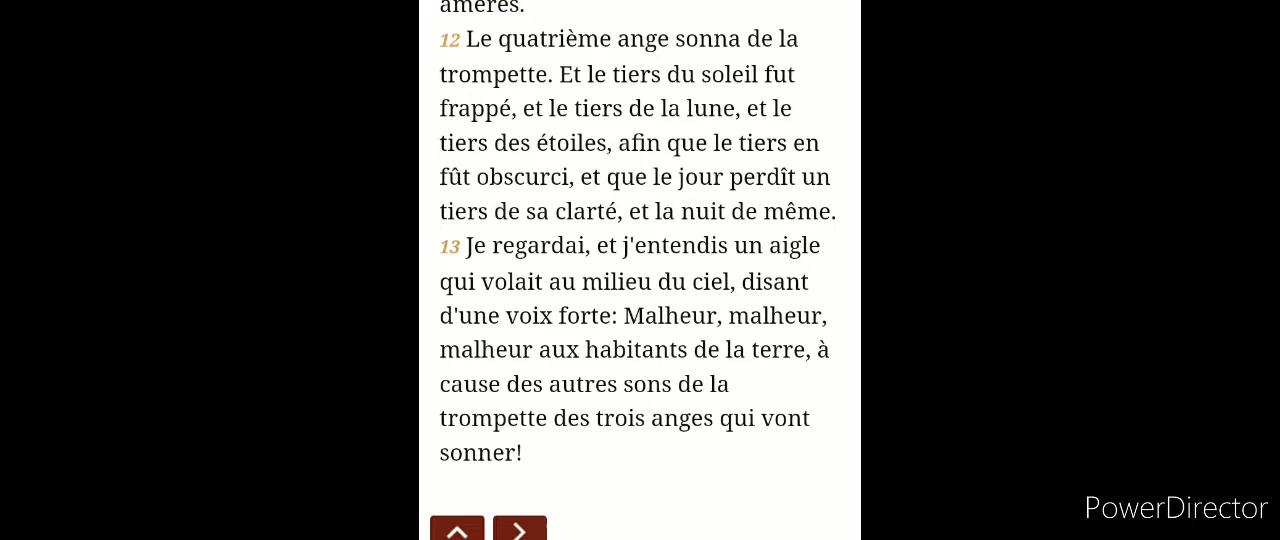 amères.
12 Le quatrième ange sonna de la
trompette. Et le tiers du soleil fut
frappé, et le tiers de la lune, et le
tiers des étoiles, afin que le tiers en
fût obscurci, et que le jour perdît un
tiers de sa clarté, et la nuit de même.
13 Je regardai, et j'entendis un aigle
qui volait au milieu du ciel, disant
d'une voix forte: Malheur, malheur,
malheur aux habitants de la terre, à
cause des autres sons de la
trompette des trois anges qui vont
sonner!
PowerDirector